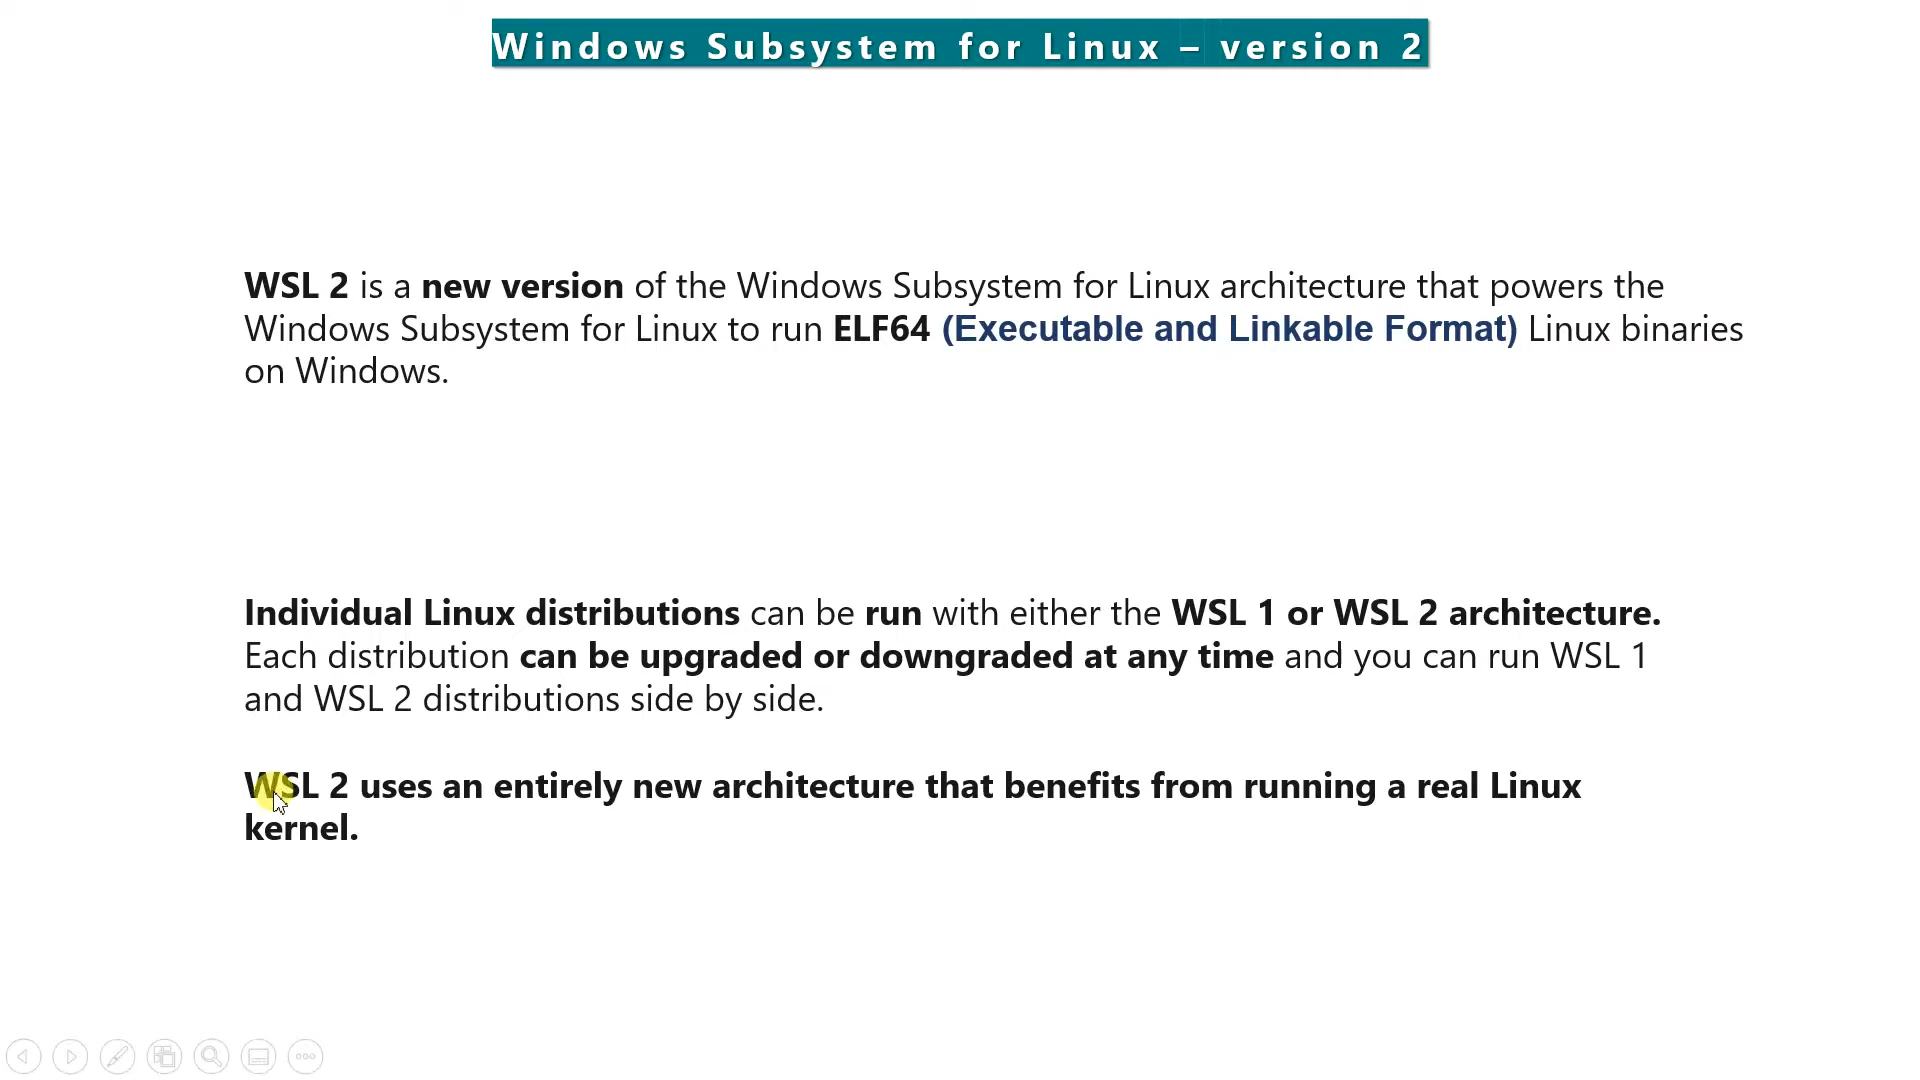 Windows Subsystem for Linux – version 2
WSL 2 is a new version of the Windows Subsystem for Linux architecture that powers the
Windows Subsystem for Linux to run ELF64 (Executable and Linkable Format) Linux binaries
on Windows.
Individual Linux distributions can be run with either the WSL 1 or WSL 2 architecture.
Each distribution can be upgraded or downgraded at any time and you can run WSL 1
and WSL 2 distributions side by side.
WSL 2 uses an entirely new architecture that benefits from running a real Linux
kernel.